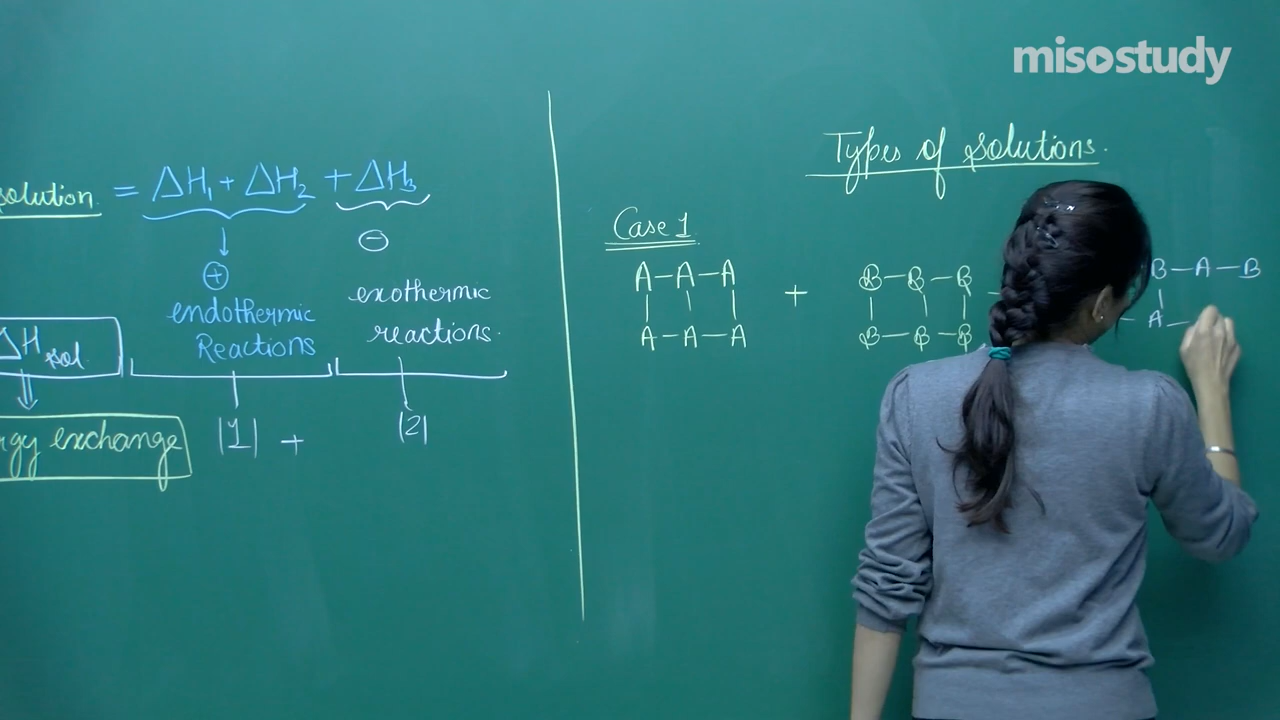 misostudy
solution = ΔH₁ + ΔH₂ + ΔH₃
⊕ ⊖
endothermic
Reactions
exothermic
reactions.
ΔH sol.
rgy exchange
|1| + |2|
Types of solutions.
Case 1
A-A-A + B-B-B
A-A-A B-B-B
B-A-B
A-